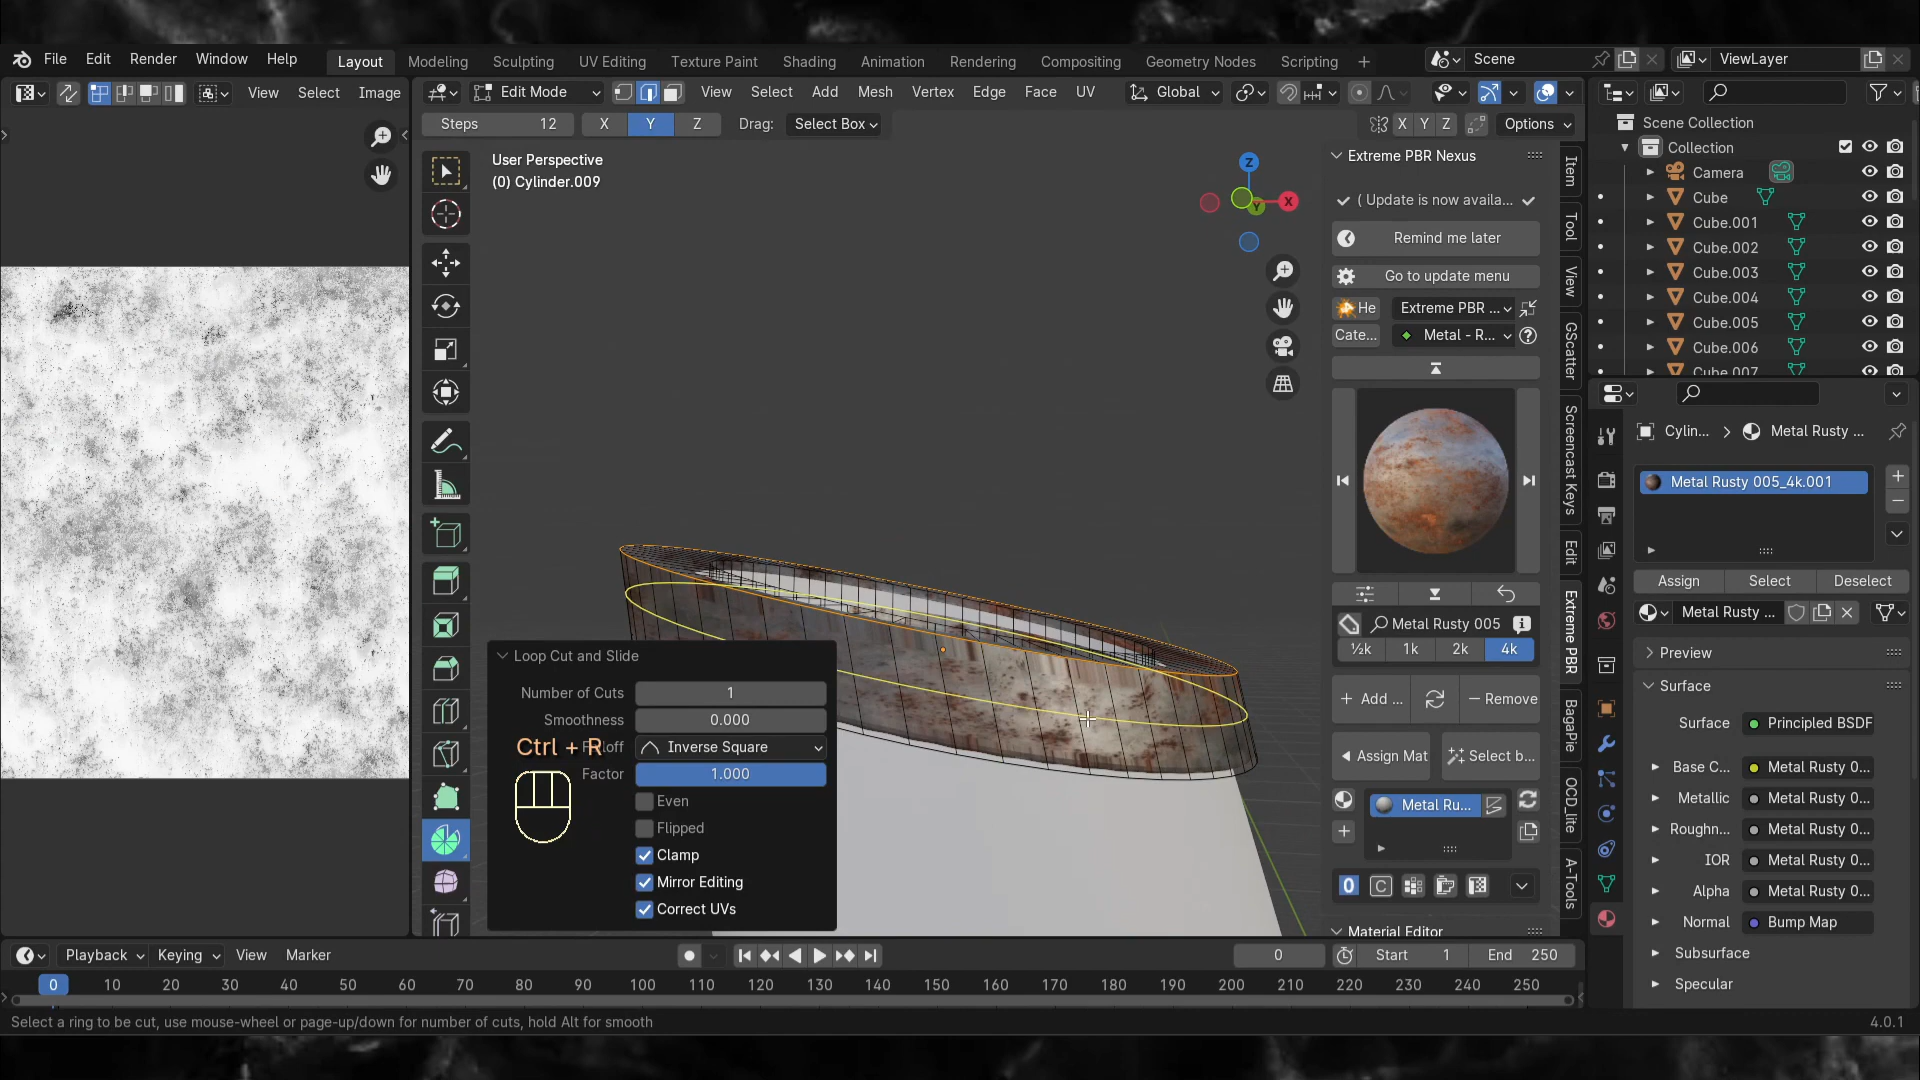 File Edit Render Window Help Layout Modeling Sculpting UV Editing Texture Paint Shading Animation Rendering Compositing Geometry Nodes Scripting + Scene ViewLayer
View Select Image Edit Mode View Select Add Mesh Vertex Edge Face UV Global
Steps 12 X Y Z Drag: Select Box X Y Z Options
User Perspective
(0) Cylinder.009
Z
X
Y
Extreme PBR Nexus
( Update is now availa...
Remind me later
Go to update menu
He Extreme PBR ...
Cate... Metal - R...
Metal Rusty 005
½k 1k 2k 4k
+ Add ... − Remove
Assign Mat Select b...
Metal Ru...
0 C
Material Editor
Item
Tool
View
GScatter
Screencast Keys
Edit
Extreme PBR
BagaPie
OCD_lite
A-Tools
Scene Collection
Collection
Camera
Cube
Cube.001
Cube.002
Cube.003
Cube.004
Cube.005
Cube.006
Cube.007
Cylin... > Metal Rusty ...
Metal Rusty 005_4k.001
Assign Select Deselect
Metal Rusty ...
Preview
Surface
Surface Principled BSDF
Base C... Metal Rusty 0...
Metallic Metal Rusty 0...
Roughn... Metal Rusty 0...
IOR Metal Rusty 0...
Alpha Metal Rusty 0...
Normal Bump Map
Subsurface
Specular
Loop Cut and Slide
Number of Cuts 1
Smoothness 0.000
Inverse Square
Ctrl + R
Factor 1.000
Even
Flipped
Clamp
Mirror Editing
Correct UVs
Playback Keying View Marker 0 Start 1 End 250
0 10 20 30 40 50 60 70 80 90 100 110 120 130 140 150 160 170 180 190 200 210 220 230 240 250
Select a ring to be cut, use mouse-wheel or page-up/down for number of cuts, hold Alt for smooth 4.0.1